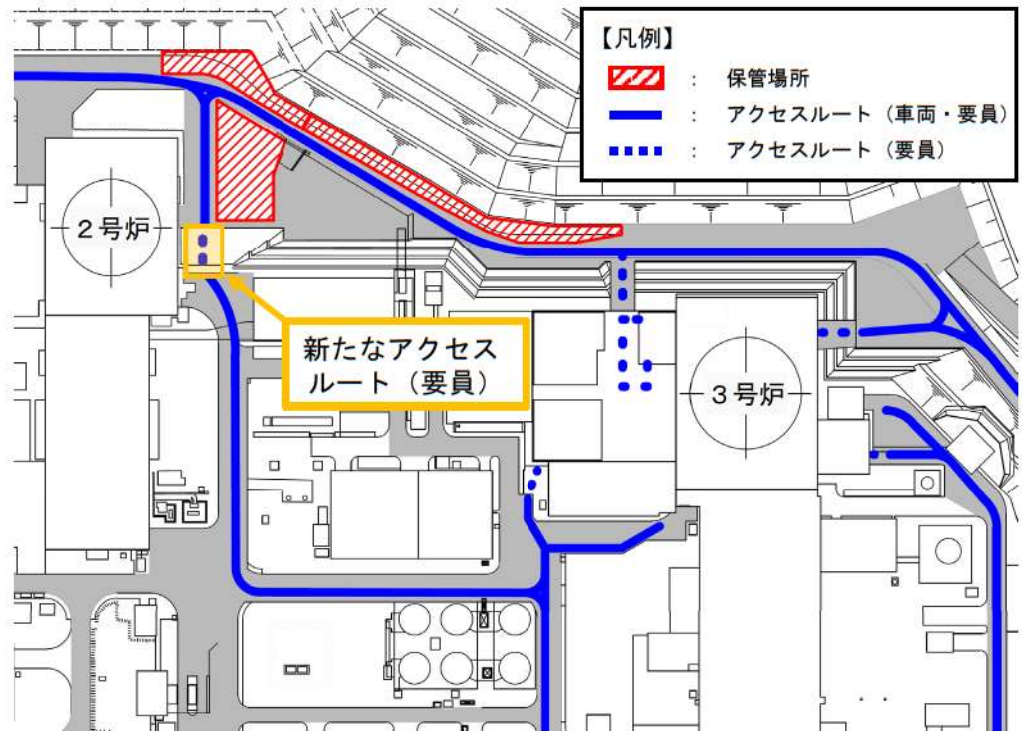 【凡例】
： 保管場所
： アクセスルート（車両・要員）
： アクセスルート（要員）
２号炉
新たなアクセス
ルート（要員）
３号炉